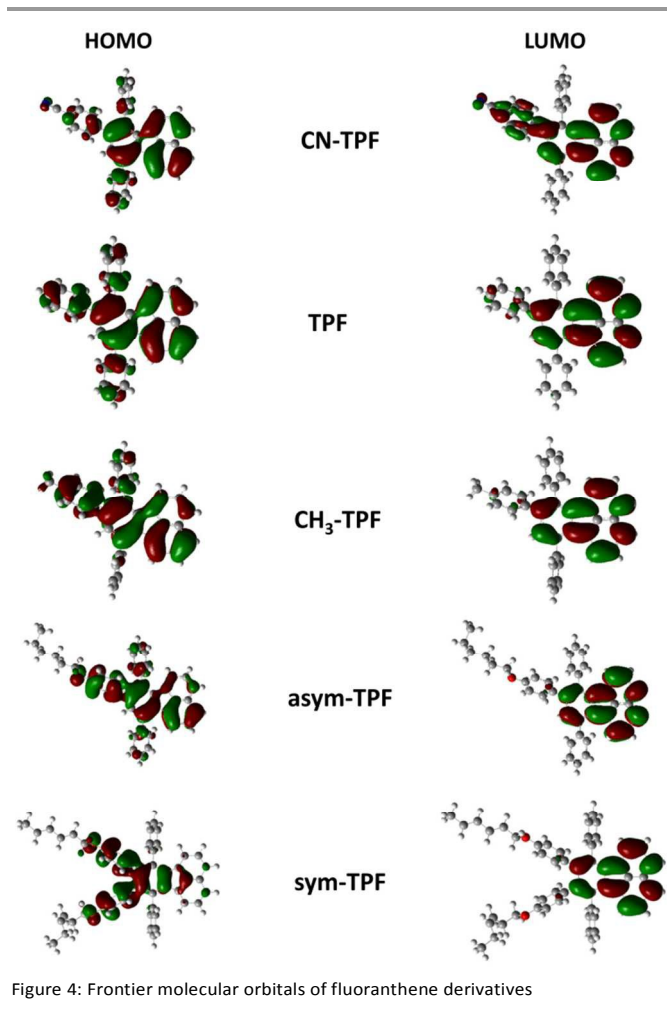 HOMO LUMO
CN-TPF
TPF
CH₃-TPF
asym-TPF
sym-TPF
Figure 4: Frontier molecular orbitals of fluoranthene derivatives